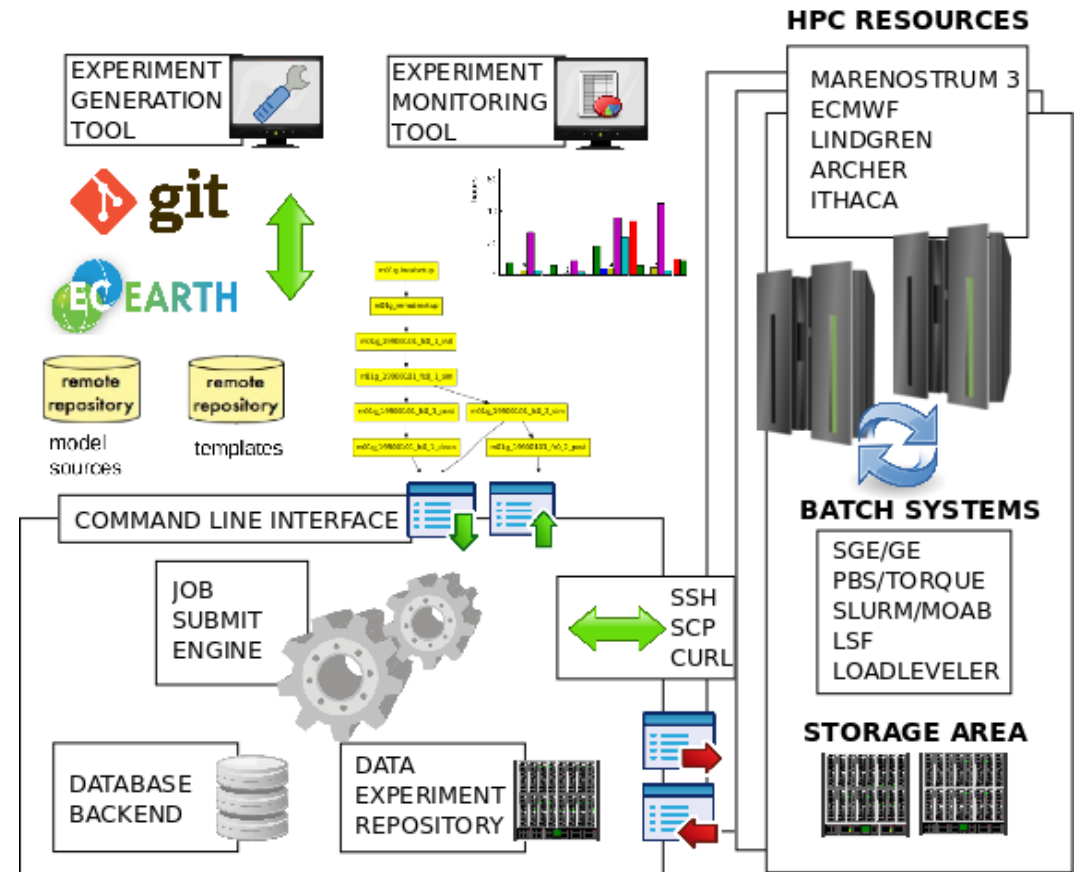 HPC RESOURCES
EXPERIMENT
GENERATION
TOOL
EXPERIMENT
MONITORING
TOOL
MARENOSTRUM 3
ECMWF
LINDGREN
ARCHER
ITHACA
git
EC EARTH
remote
repository
model
sources
remote
repository
templates
COMMAND LINE INTERFACE
JOB
SUBMIT
ENGINE
SSH
SCP
CURL
BATCH SYSTEMS
SGE/GE
PBS/TORQUE
SLURM/MOAB
LSF
LOADLEVELER
STORAGE AREA
DATABASE
BACKEND
DATA
EXPERIMENT
REPOSITORY